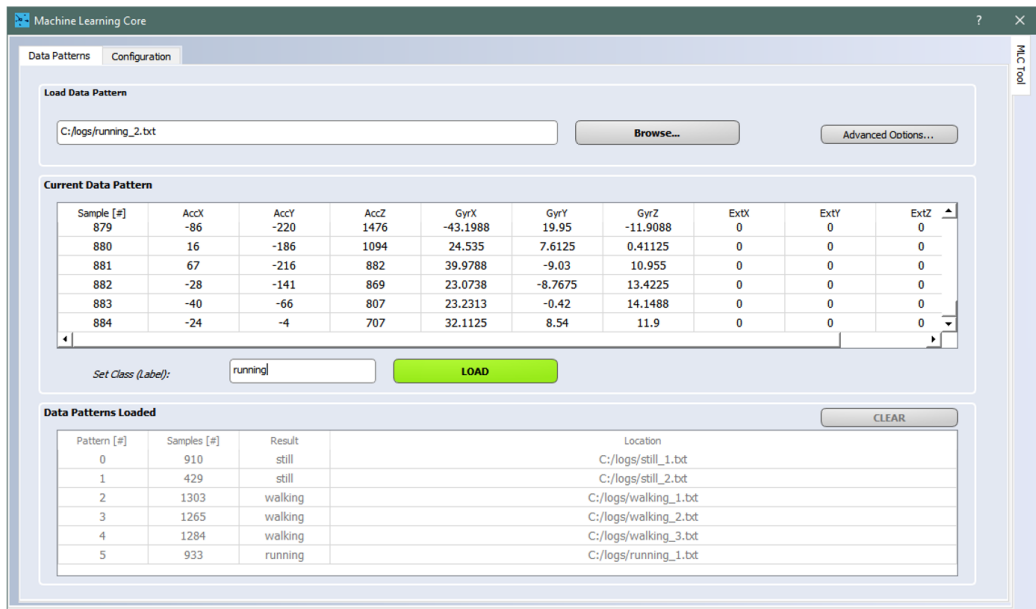 Machine Learning Core ? ×
Data Patterns Configuration
MLC Tool
Load Data Pattern
C:/logs/running_2.txt Browse... Advanced Options...
Current Data Pattern
Sample [#] AccX AccY AccZ GyrX GyrY GyrZ ExtX ExtY ExtZ
879 -86 -220 1476 -43.1988 19.95 -11.9088 0 0 0
880 16 -186 1094 24.535 7.6125 0.41125 0 0 0
881 67 -216 882 39.9788 -9.03 10.955 0 0 0
882 -28 -141 869 23.0738 -8.7675 13.4225 0 0 0
883 -40 -66 807 23.2313 -0.42 14.1488 0 0 0
884 -24 -4 707 32.1125 8.54 11.9 0 0 0
Set Class (Label): running LOAD
Data Patterns Loaded CLEAR
Pattern [#] Samples [#] Result Location
0 910 still C:/logs/still_1.txt
1 429 still C:/logs/still_2.txt
2 1303 walking C:/logs/walking_1.txt
3 1265 walking C:/logs/walking_2.txt
4 1284 walking C:/logs/walking_3.txt
5 933 running C:/logs/running_1.txt